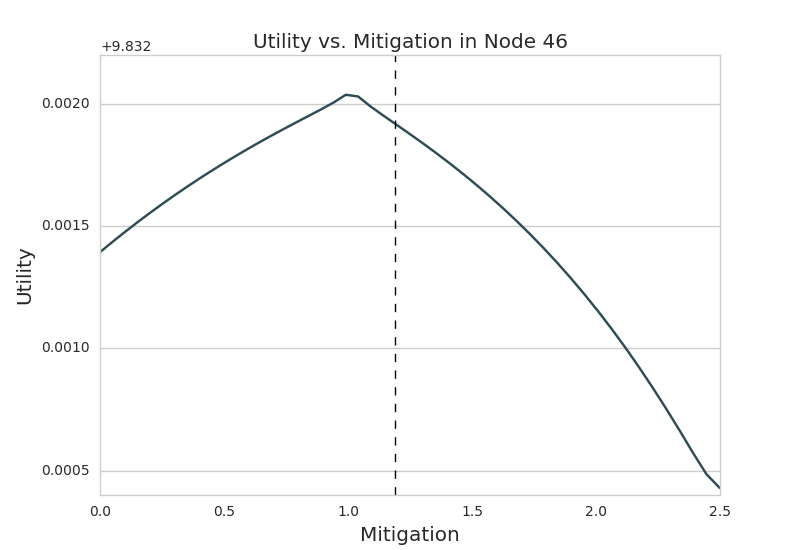 Utility vs. Mitigation in Node 46
+9.832
0.0020
0.0015
0.0010
0.0005
Utility
0.0 0.5 1.0 1.5 2.0 2.5
Mitigation